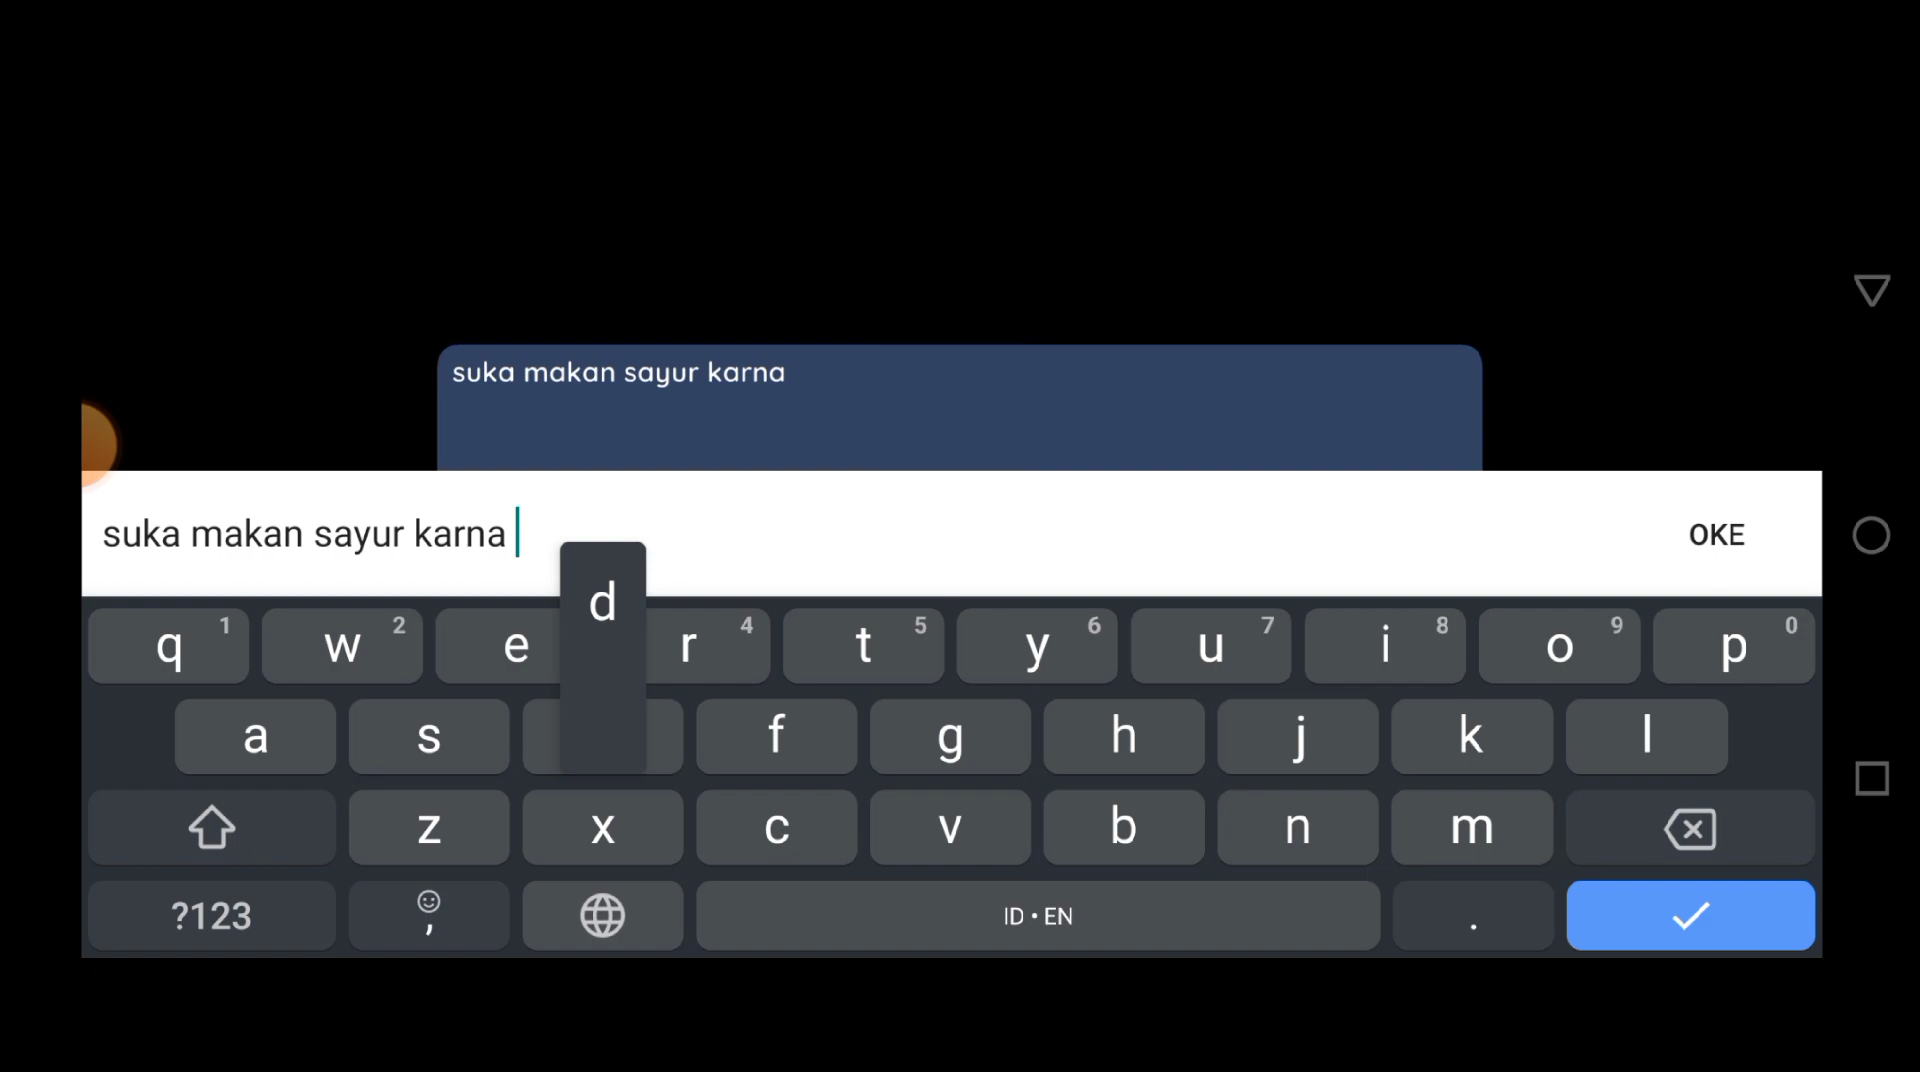 suka makan sayur karna
suka makan sayur karna
OKE
d
q 1 w 2 e r 4 t 5 y 6 u 7 i 8 o 9 p 0
a s f g h j k l
z x c v b n m
?123 , ID • EN .